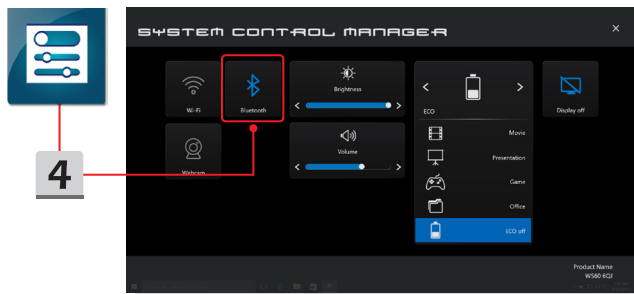 SYSTEM CONTROL MANAGER
Wi-Fi
Bluetooth
Brightness
ECO
Display off
Movie
Webcam
Volume
Presentation
Game
Office
ECO off
4
Product Name
WS60 6QJ